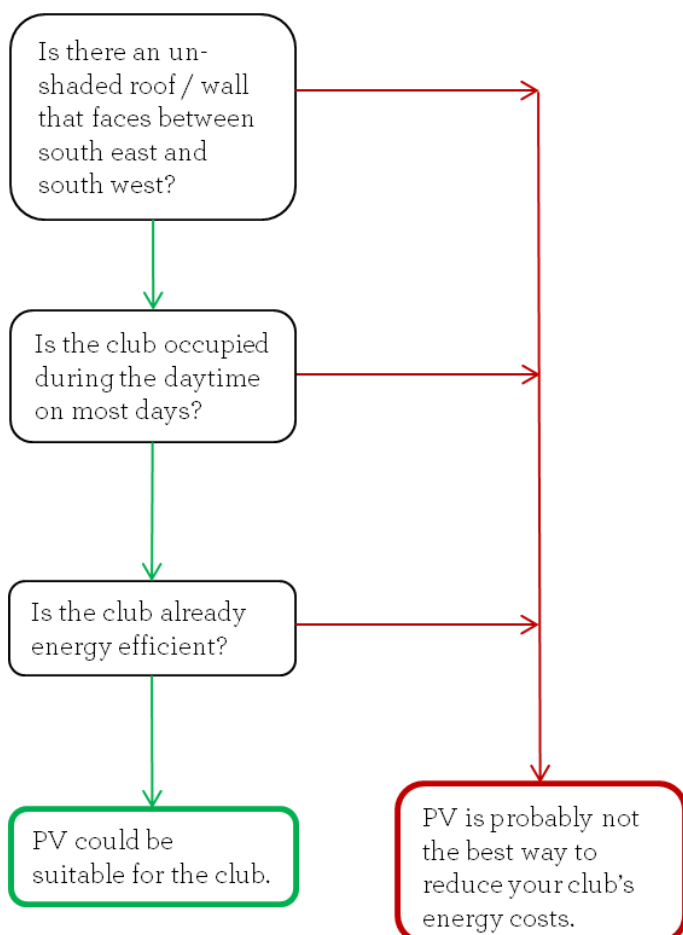 Is there an un-
shaded roof / wall
that faces between
south east and
south west?
Is the club occupied
during the daytime
on most days?
Is the club already
energy efficient?
PV could be
suitable for the club.
PV is probably not
the best way to
reduce your club's
energy costs.